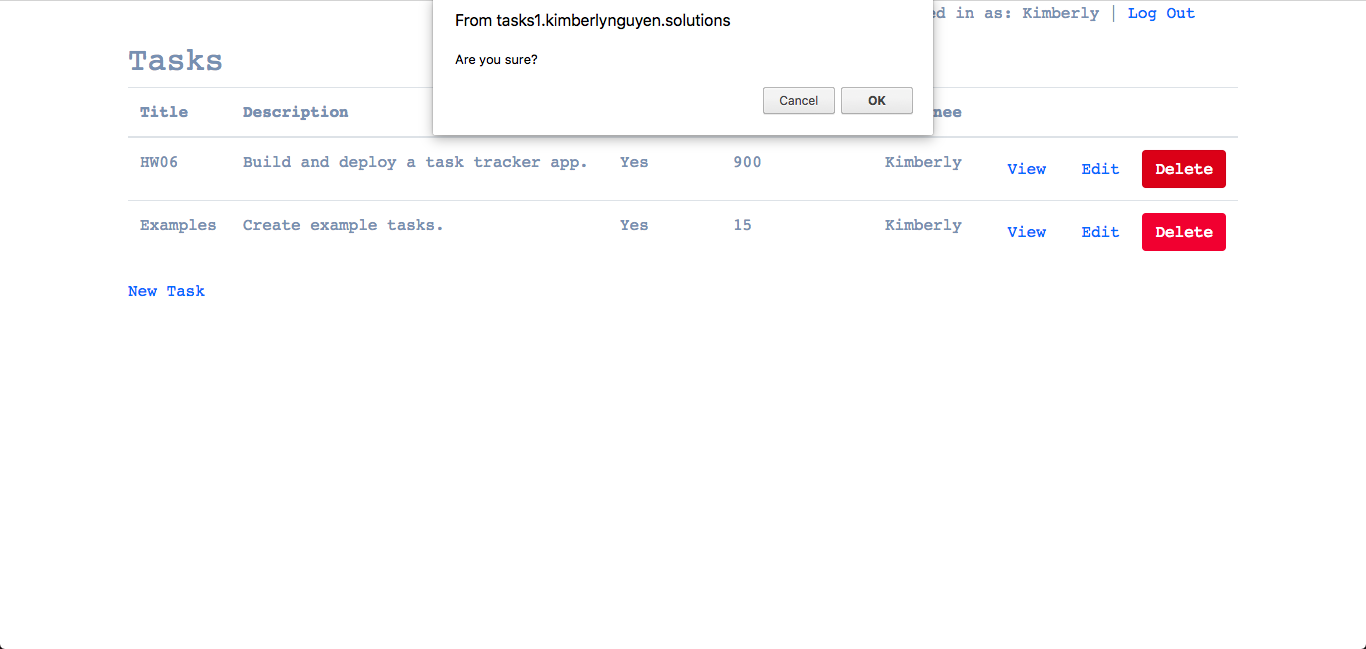 From tasks1.kimberlynguyen.solutions
in as: Kimberly | Log Out
Are you sure?
Tasks
Cancel OK
Title Description
HW06 Build and deploy a task tracker app. Yes 900 Kimberly View Edit Delete
Examples Create example tasks. Yes 15 Kimberly View Edit Delete
New Task